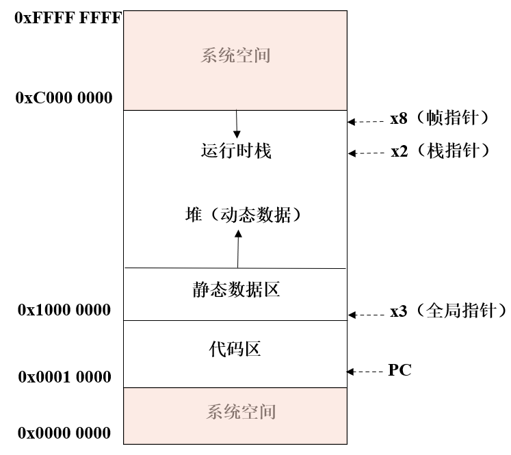 0xFFFF FFFF
系统空间
0xC000 0000
x8（帧指针）
运行时栈
x2（栈指针）
堆（动态数据）
静态数据区
0x1000 0000
x3（全局指针）
代码区
0x0001 0000
PC
系统空间
0x0000 0000